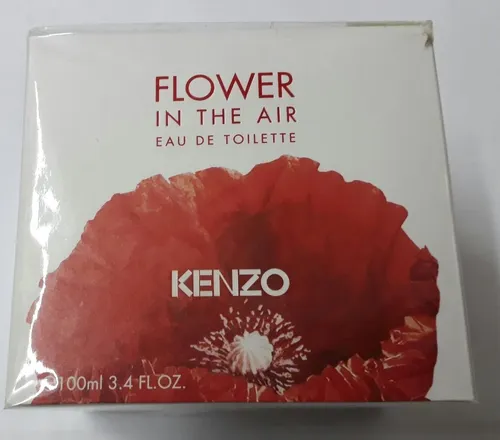 FLOWER
IN THE AIR
EAU DE TOILETTE
KENZO
100ml 3.4 FL.OZ.